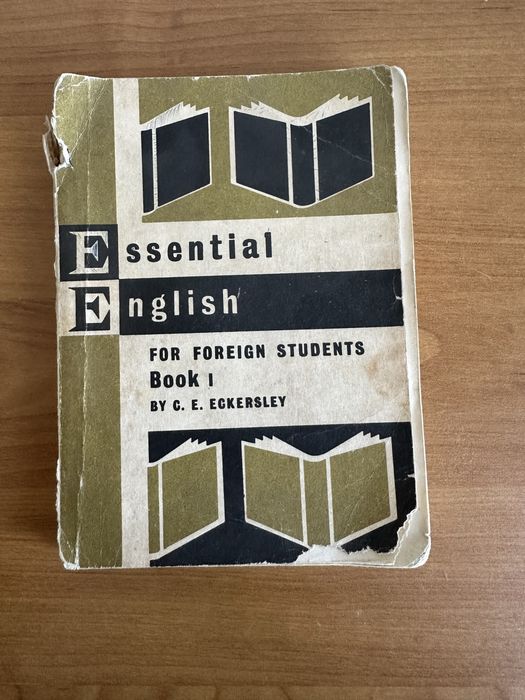 Essential
English
FOR FOREIGN STUDENTS
Book I
BY C. E. ECKERSLEY